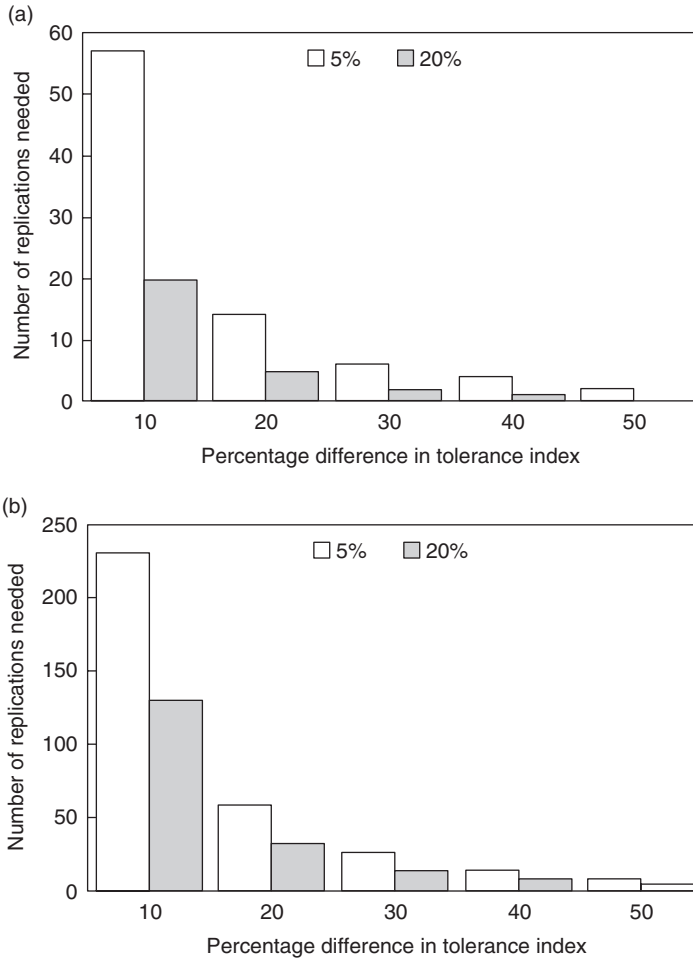 (a)
60
50
40
30
20
10
0
Number of replications needed
5% 20%
10 20 30 40 50
Percentage difference in tolerance index
(b)
250
200
150
100
50
0
Number of replications needed
5% 20%
10 20 30 40 50
Percentage difference in tolerance index